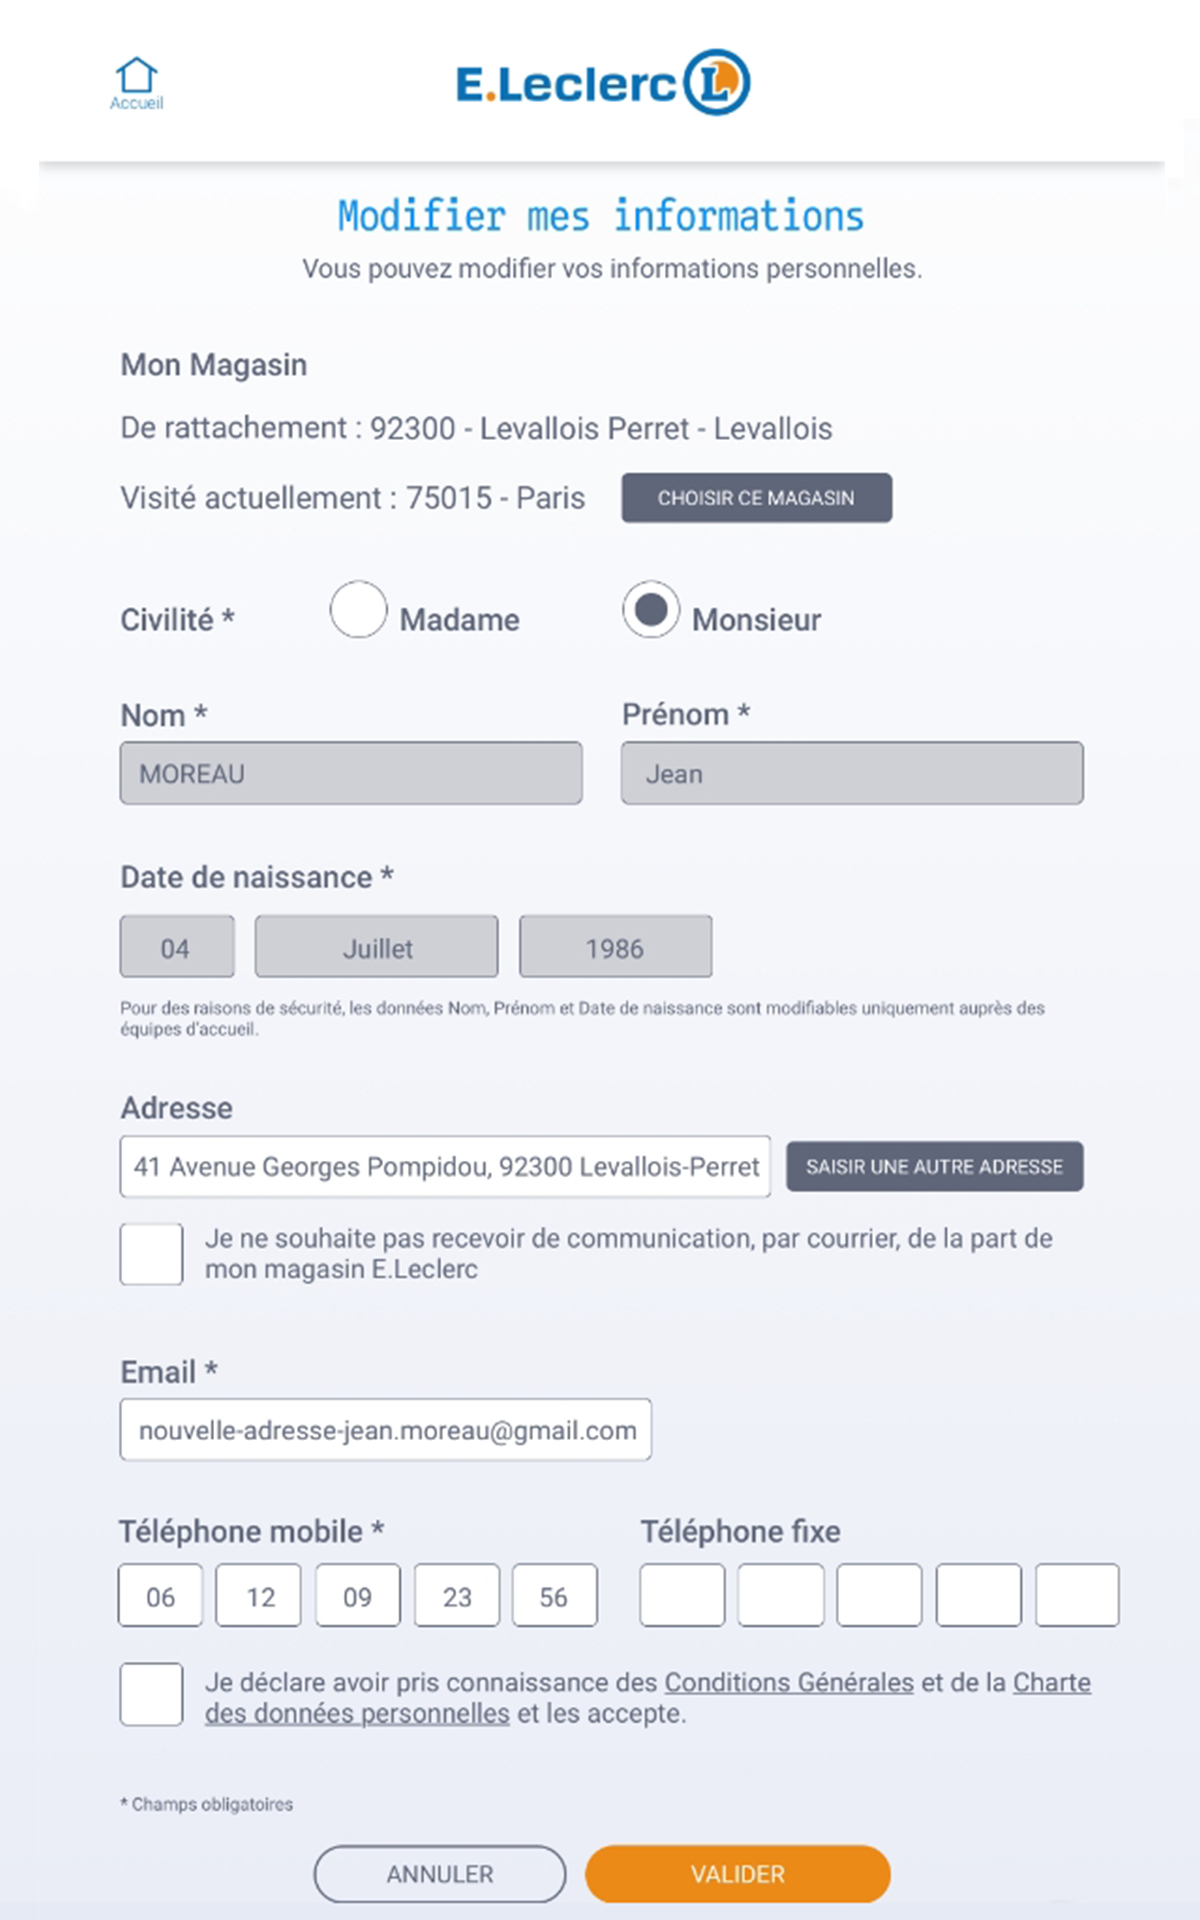 Accueil
E.Leclerc L
Modifier mes informations
Vous pouvez modifier vos informations personnelles.
Mon Magasin
De rattachement : 92300 - Levallois Perret - Levallois
Visité actuellement : 75015 - Paris CHOISIR CE MAGASIN
Civilité * Madame Monsieur
Nom * Prénom *
MOREAU Jean
Date de naissance *
04 Juillet 1986
Pour des raisons de sécurité, les données Nom, Prénom et Date de naissance sont modifiables uniquement auprès des
équipes d'accueil.
Adresse
41 Avenue Georges Pompidou, 92300 Levallois-Perret SAISIR UNE AUTRE ADRESSE
Je ne souhaite pas recevoir de communication, par courrier, de la part de
mon magasin E.Leclerc
Email *
nouvelle-adresse-jean.moreau@gmail.com
Téléphone mobile * Téléphone fixe
06 12 09 23 56
Je déclare avoir pris connaissance des Conditions Générales et de la Charte
des données personnelles et les accepte.
* Champs obligatoires
ANNULER VALIDER